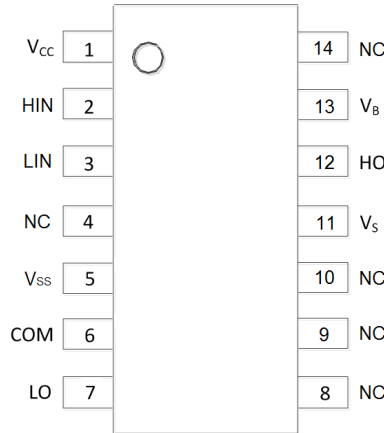 VCC 1 14 NC
HIN 2 13 VB
LIN 3 12 HO
NC 4 11 VS
VSS 5 10 NC
COM 6 9 NC
LO 7 8 NC